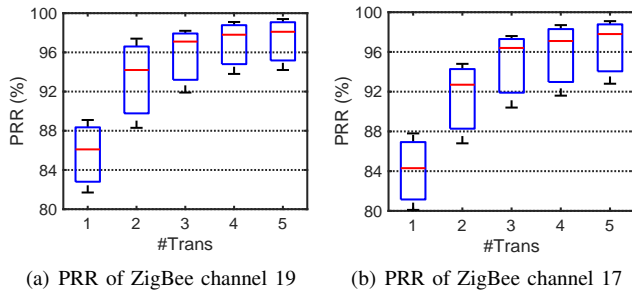 100
96
92
88
84
80
PRR (%)
1 2 3 4 5
#Trans
(a) PRR of ZigBee channel 19
100
96
92
88
84
80
PRR (%)
1 2 3 4 5
#Trans
(b) PRR of ZigBee channel 17